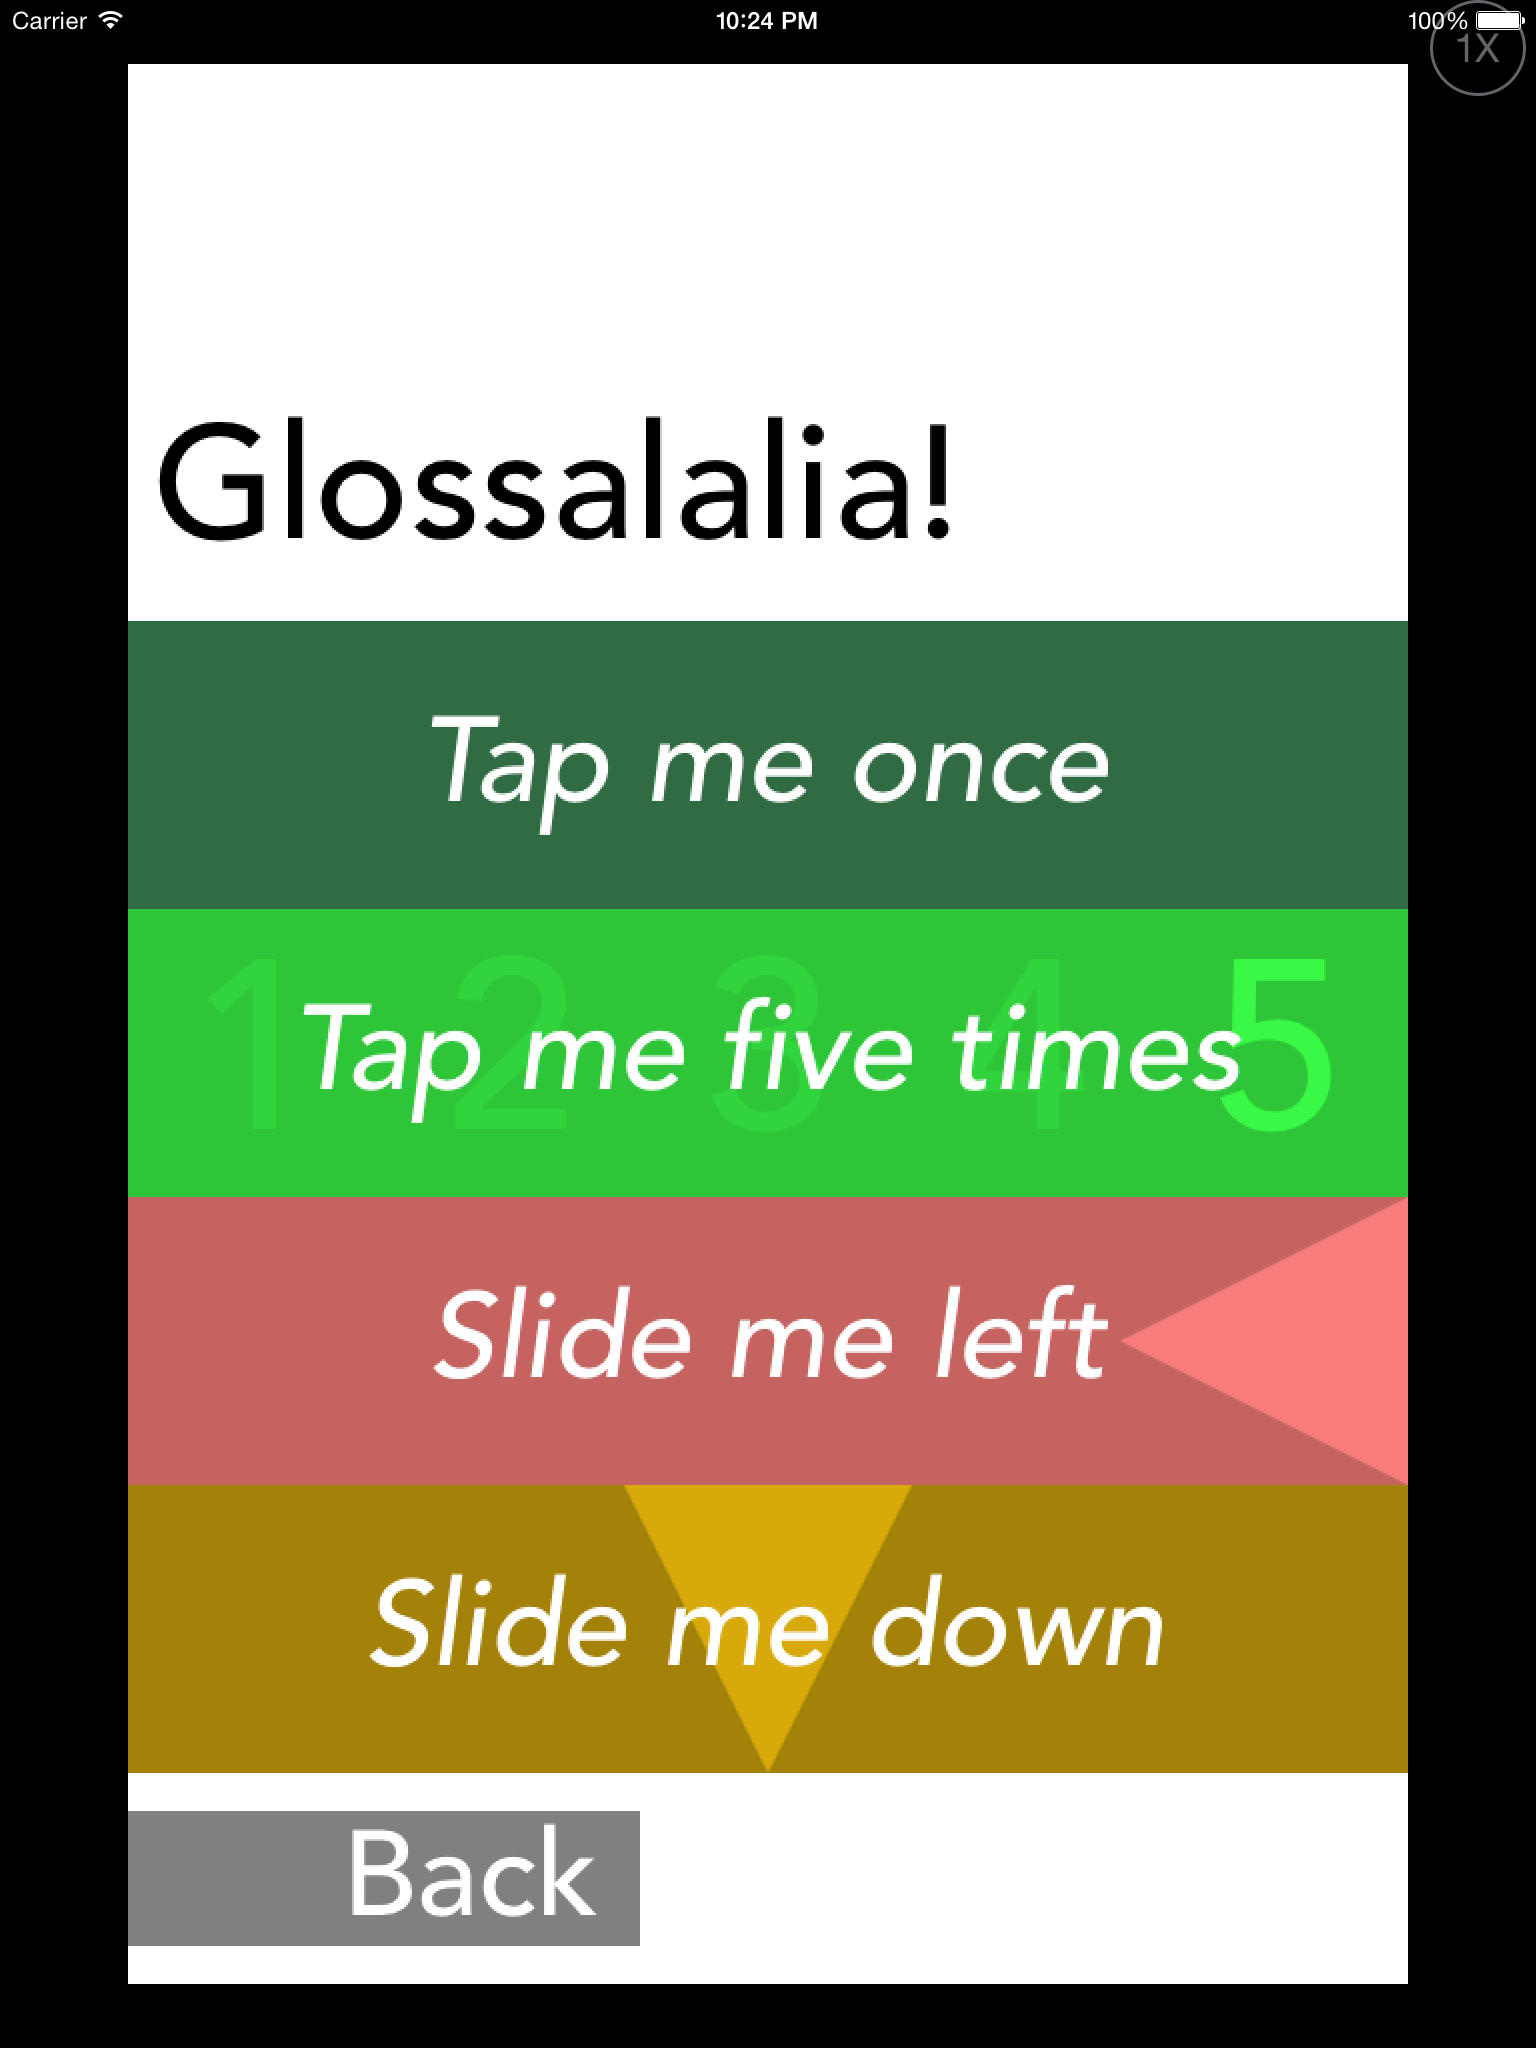 Carrier 10:24 PM 100%
1X
Glossalalia!
Tap me once
1 2 3 4 5
Tap me five times
Slide me left
Slide me down
Back